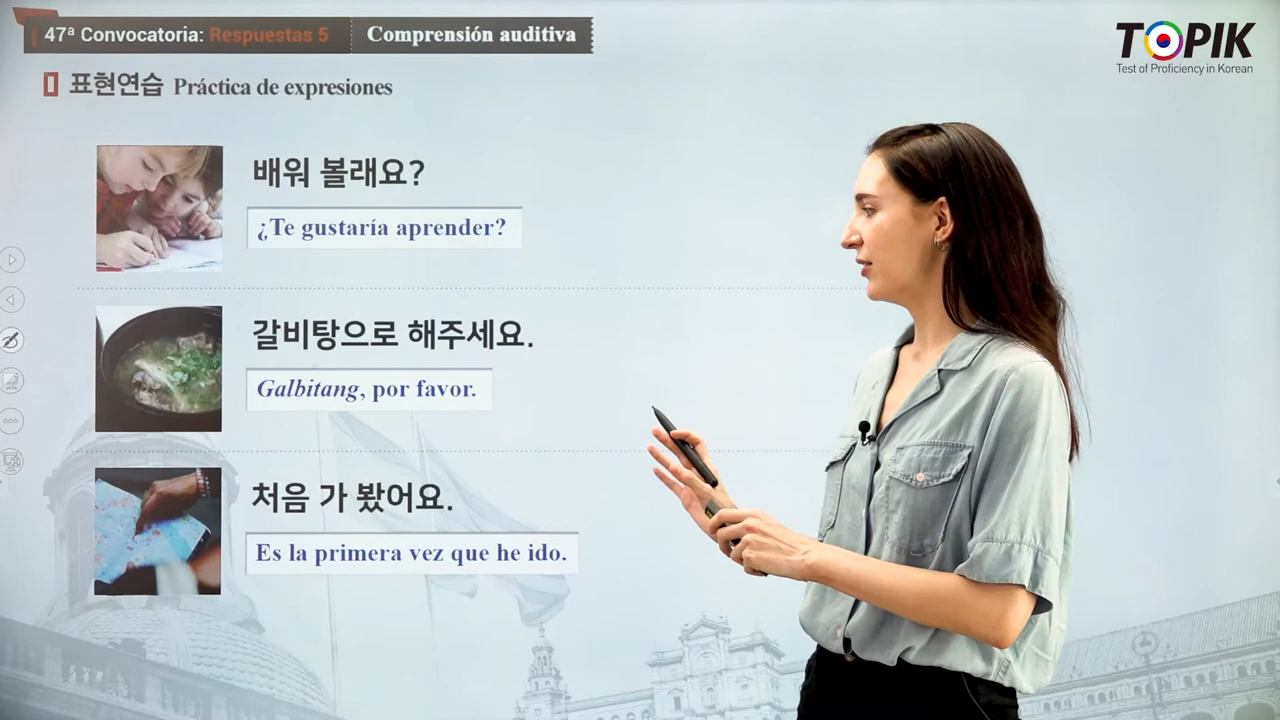 47ª Convocatoria: Respuestas 5
Comprensión auditiva
TOPIK
Test of Proficiency in Korean
표현연습 Práctica de expresiones
배워 볼래요?
¿Te gustaría aprender?
갈비탕으로 해주세요.
Galbitang, por favor.
처음 가 봤어요.
Es la primera vez que he ido.